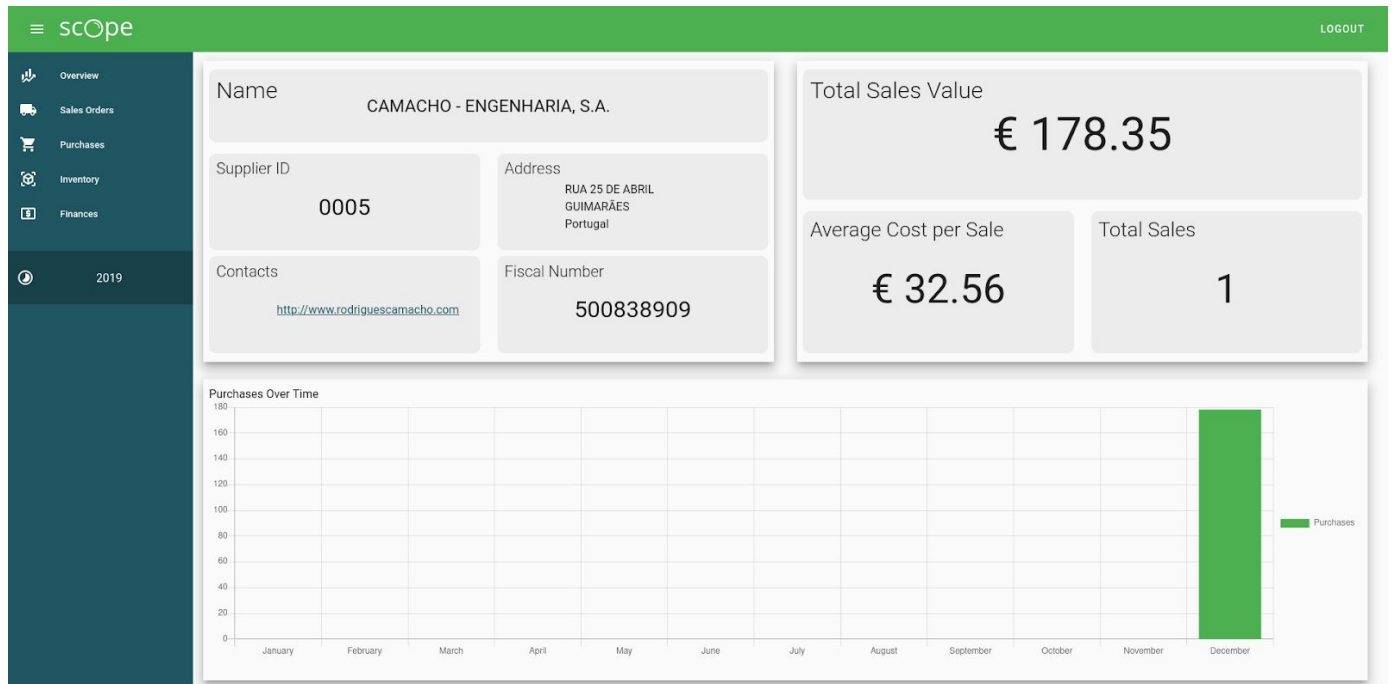 scope
LOGOUT
Overview
Sales Orders
Purchases
Inventory
Finances
2019
Name
CAMACHO - ENGENHARIA, S.A.
Supplier ID
0005
Address
RUA 25 DE ABRIL
GUIMARÃES
Portugal
Contacts
http://www.rodriguescamacho.com
Fiscal Number
500838909
Total Sales Value
€ 178.35
Average Cost per Sale
€ 32.56
Total Sales
1
Purchases Over Time
180
160
140
120
100
80
60
40
20
0
January February March April May June July August September October November December
Purchases